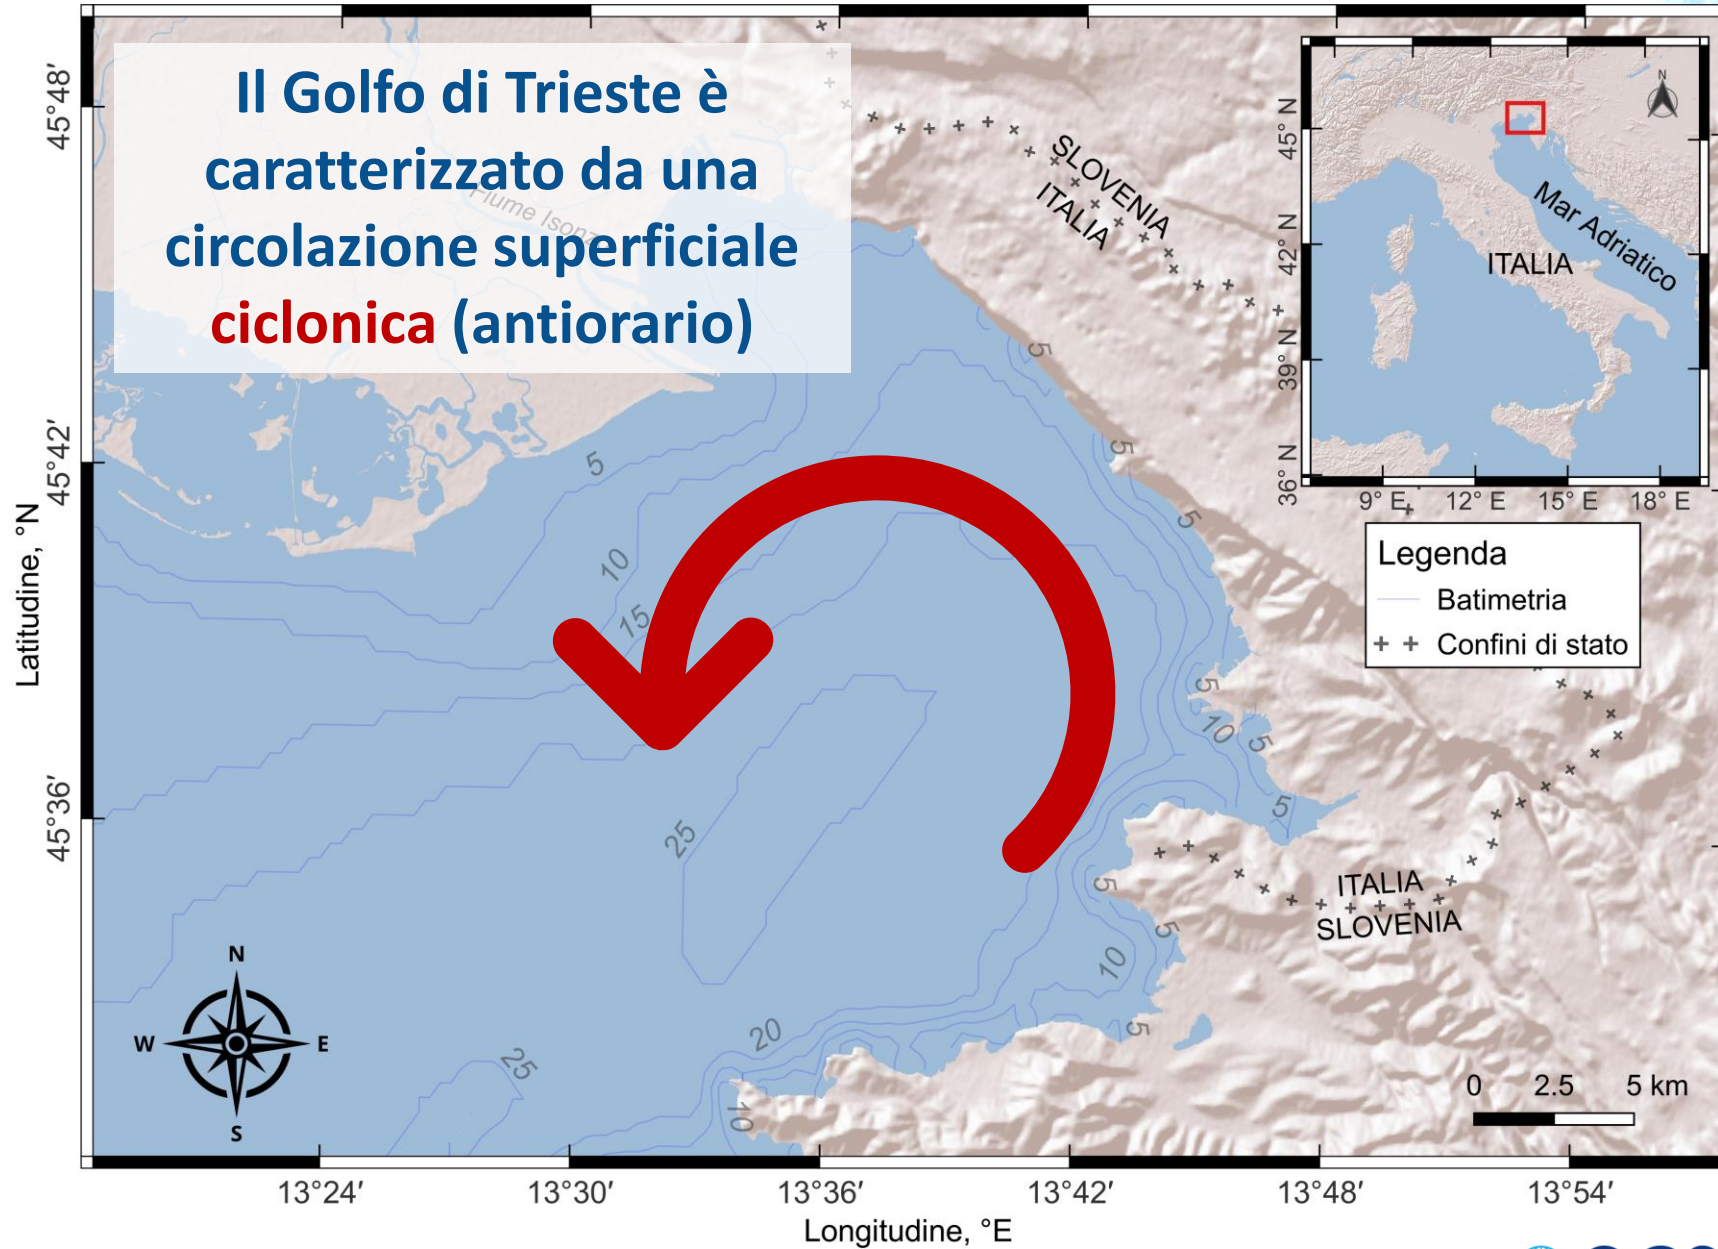 Il Golfo di Trieste è
caratterizzato da una
circolazione superficiale
ciclonica (antiorario)
Fiume Isonzo
SLOVENIA
ITALIA
N
45° N
42° N
39° N
36° N
Mar Adriatico
ITALIA
9° E
12° E
15° E
18° E
Legenda
Batimetria
Confini di stato
45°48′
45°42′
45°36′
Latitudine, °N
5
5
5
5
10
15
5
10
5
5
25
5
5
10
5
20
25
10
ITALIA
SLOVENIA
N
W
E
S
0
2.5
5 km
13°24′
13°30′
13°36′
13°42′
13°48′
13°54′
Longitudine, °E